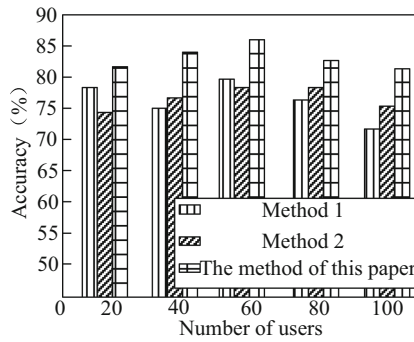 90
85
80
75
70
65
60
55
50
Accuracy (%)
Method 1
Method 2
The method of this paper
0 20 40 60 80 100
Number of users